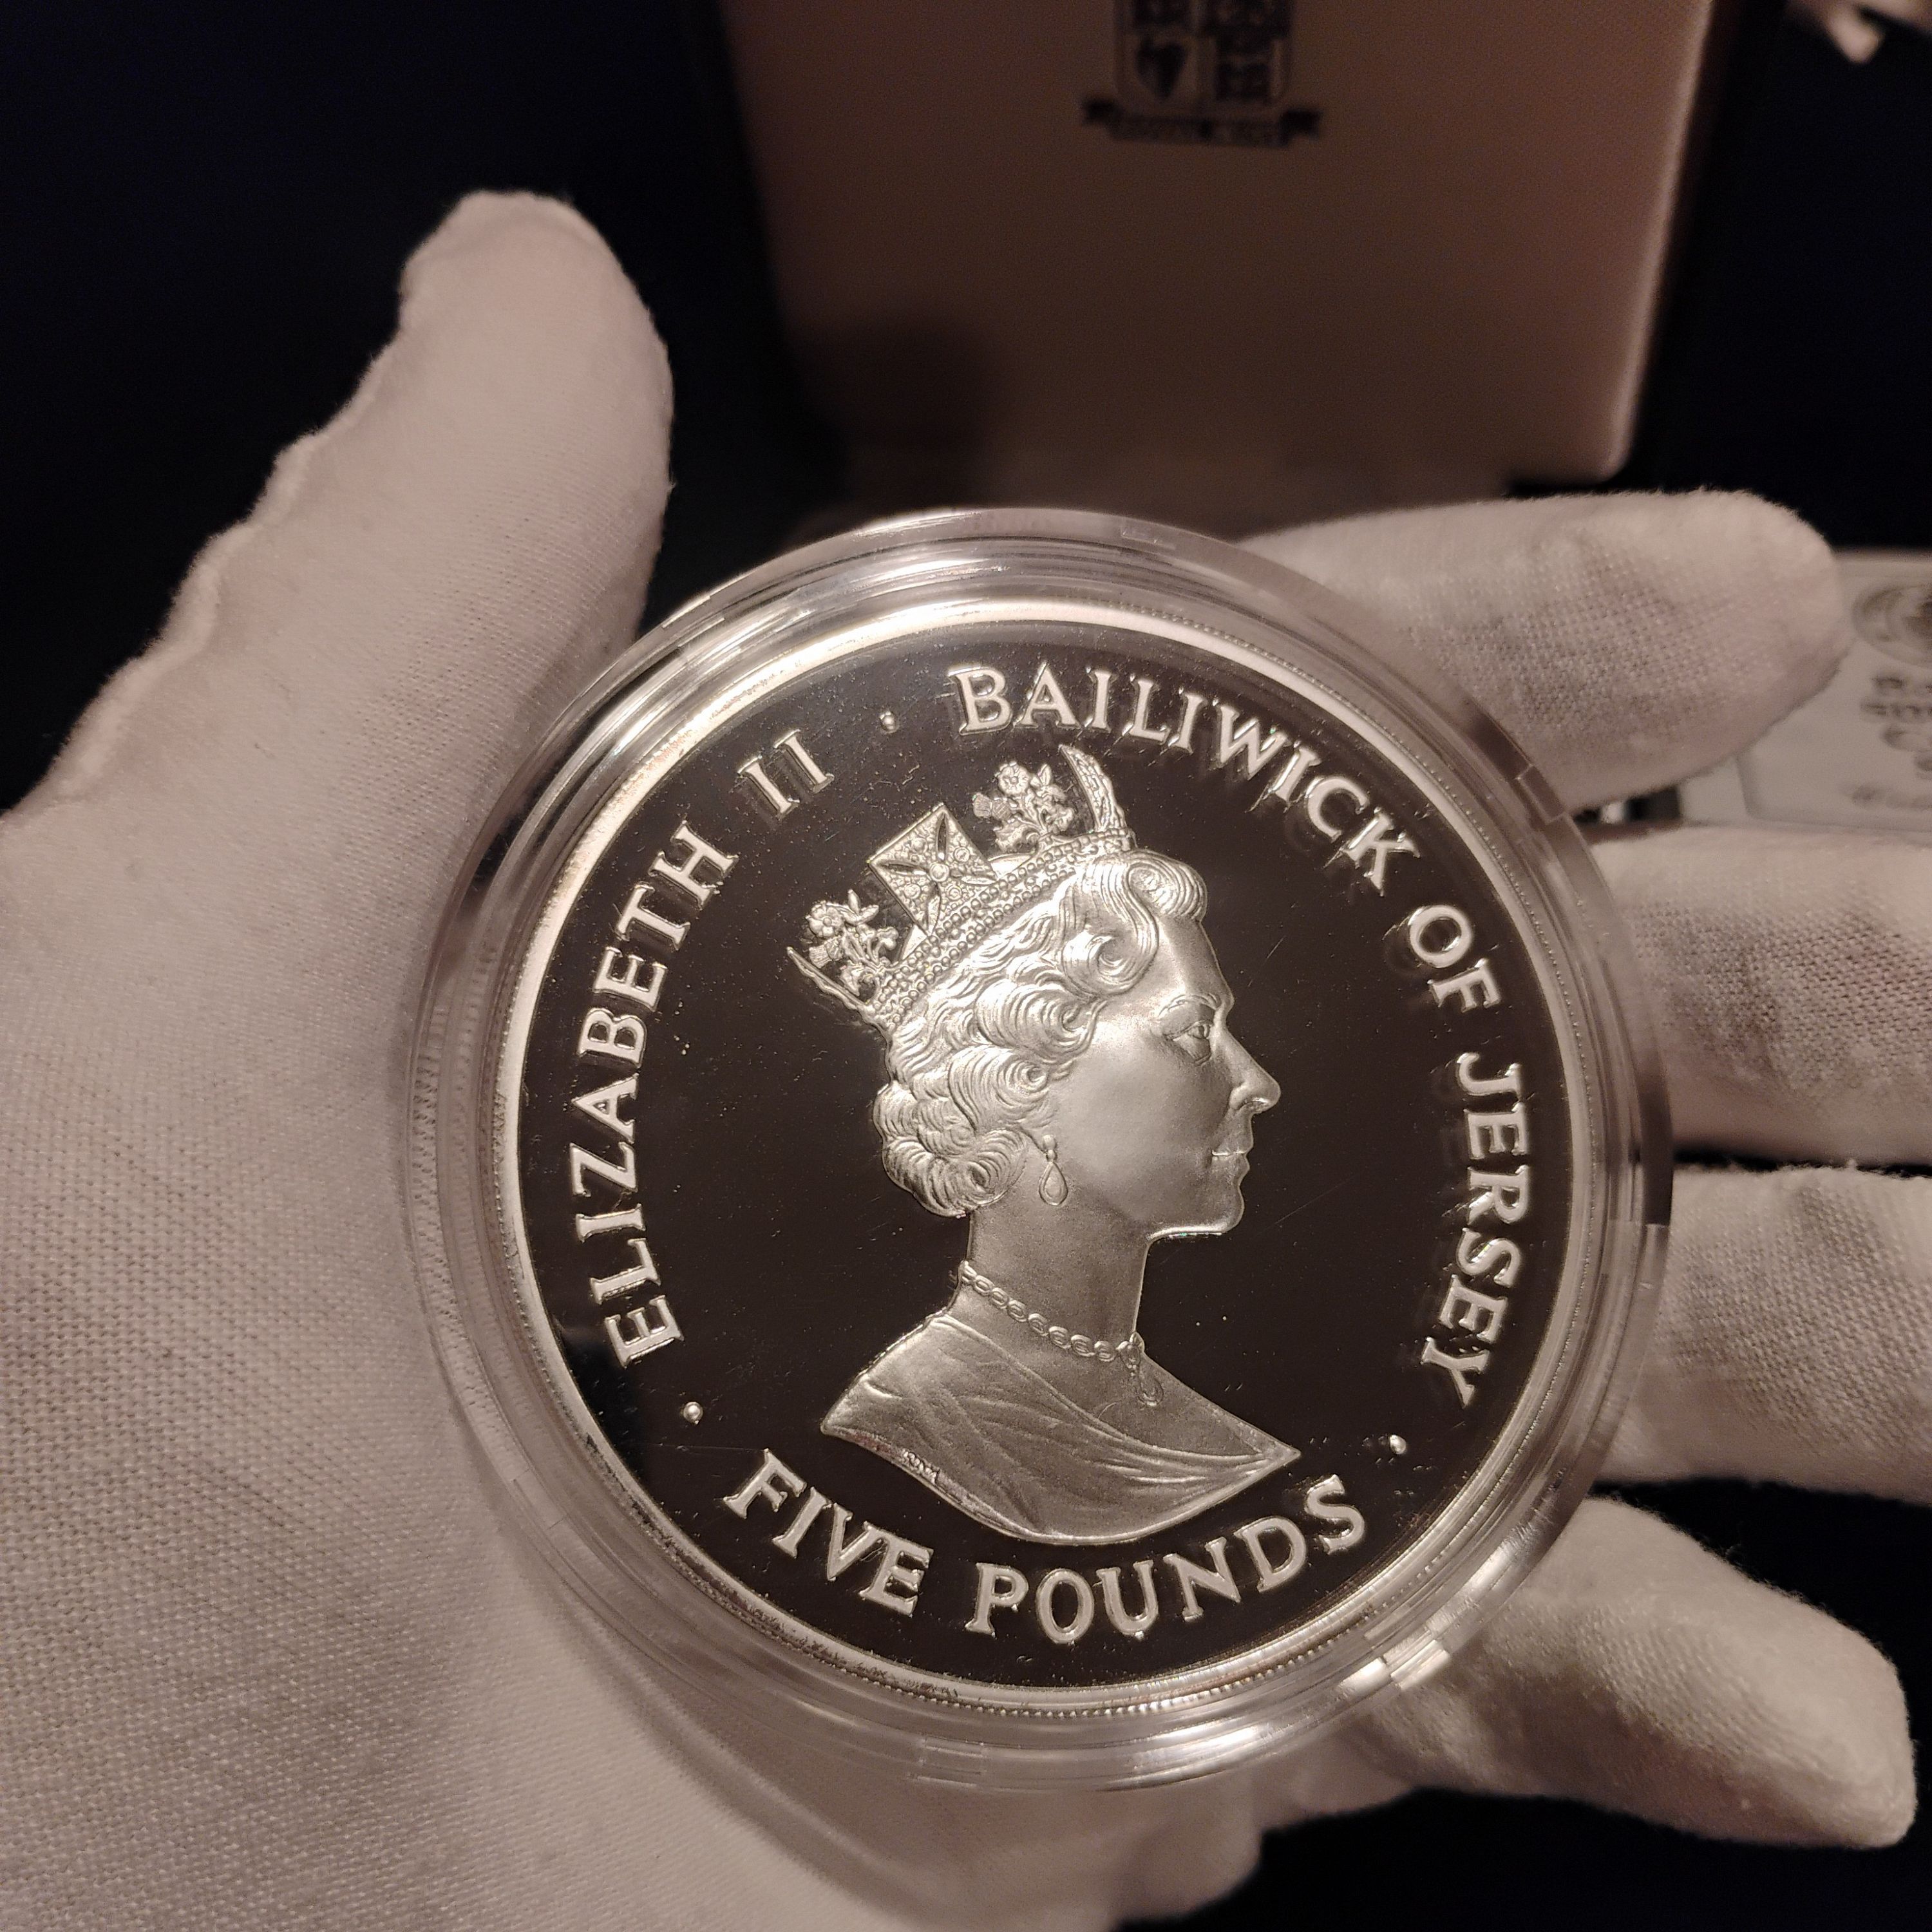 ELIZABETH II · BAILIWICK OF JERSEY
· FIVE POUNDS ·